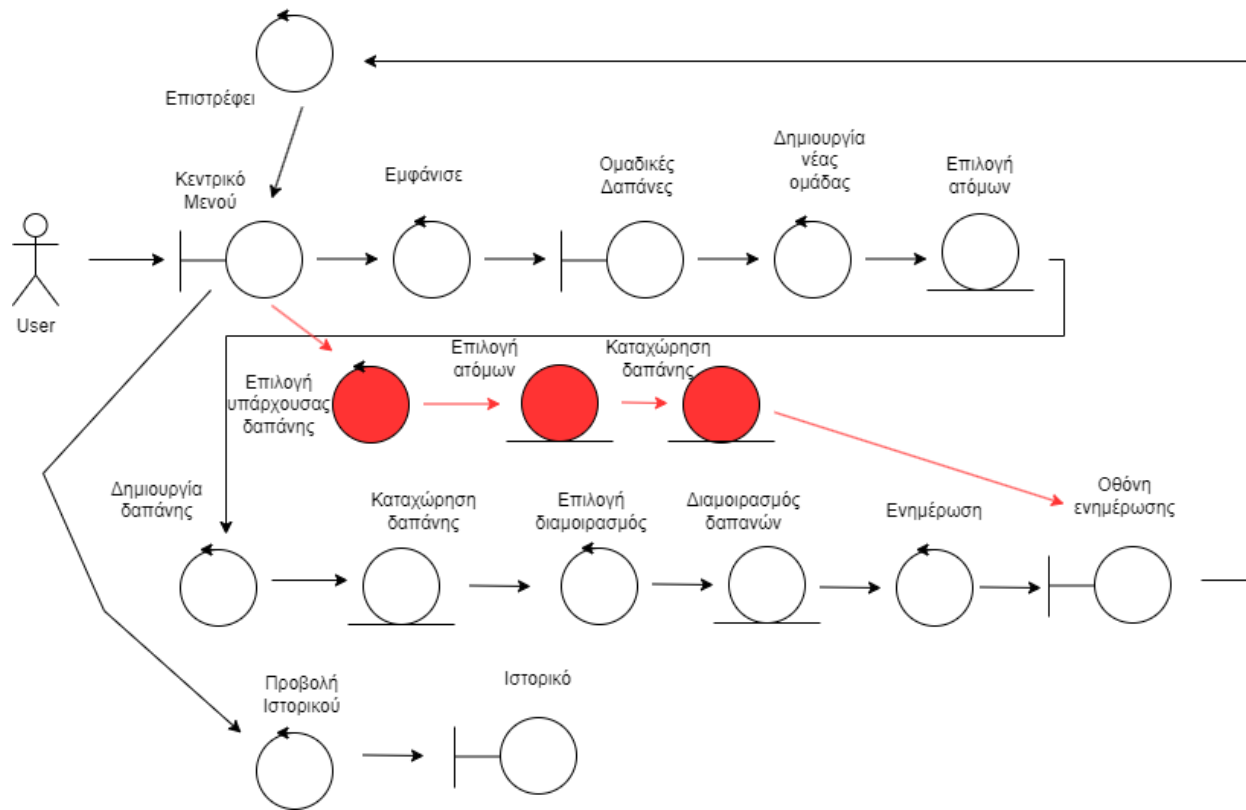 Επιστρέφει
Κεντρικό
Μενού
Εμφάνισε
Ομαδικές
Δαπάνες
Δημιουργία
νέας
ομάδας
Επιλογή
ατόμων
User
Επιλογή
υπάρχουσας
δαπάνης
Επιλογή
ατόμων
Καταχώρηση
δαπάνης
Δημιουργία
δαπάνης
Καταχώρηση
δαπάνης
Επιλογή
διαμοιρασμός
Διαμοιρασμός
δαπανών
Ενημέρωση
Οθόνη
ενημέρωσης
Προβολή
Ιστορικού
Ιστορικό